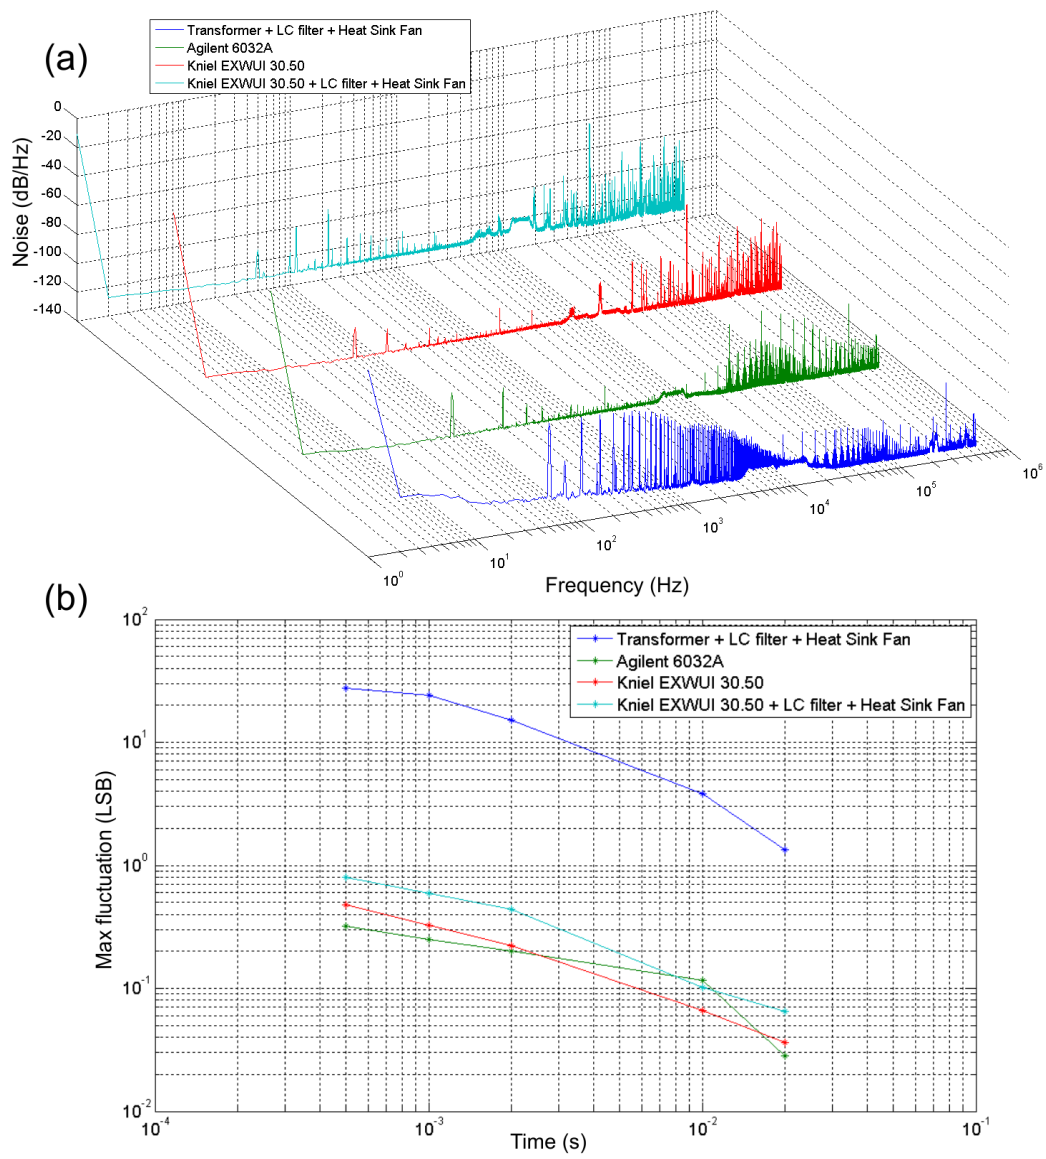 (a)
Transformer + LC filter + Heat Sink Fan
Agilent 6032A
Kniel EXWUI 30.50
Kniel EXWUI 30.50 + LC filter + Heat Sink Fan
0
-20
-40
-60
-80
-100
-120
-140
Noise (dB/Hz)
10^0
10^1
10^2
10^3
10^4
10^5
10^6
Frequency (Hz)
(b)
Transformer + LC filter + Heat Sink Fan
Agilent 6032A
Kniel EXWUI 30.50
Kniel EXWUI 30.50 + LC filter + Heat Sink Fan
10^2
10^1
10^0
10^-1
10^-2
Max fluctuation (LSB)
10^-4
10^-3
10^-2
10^-1
Time (s)